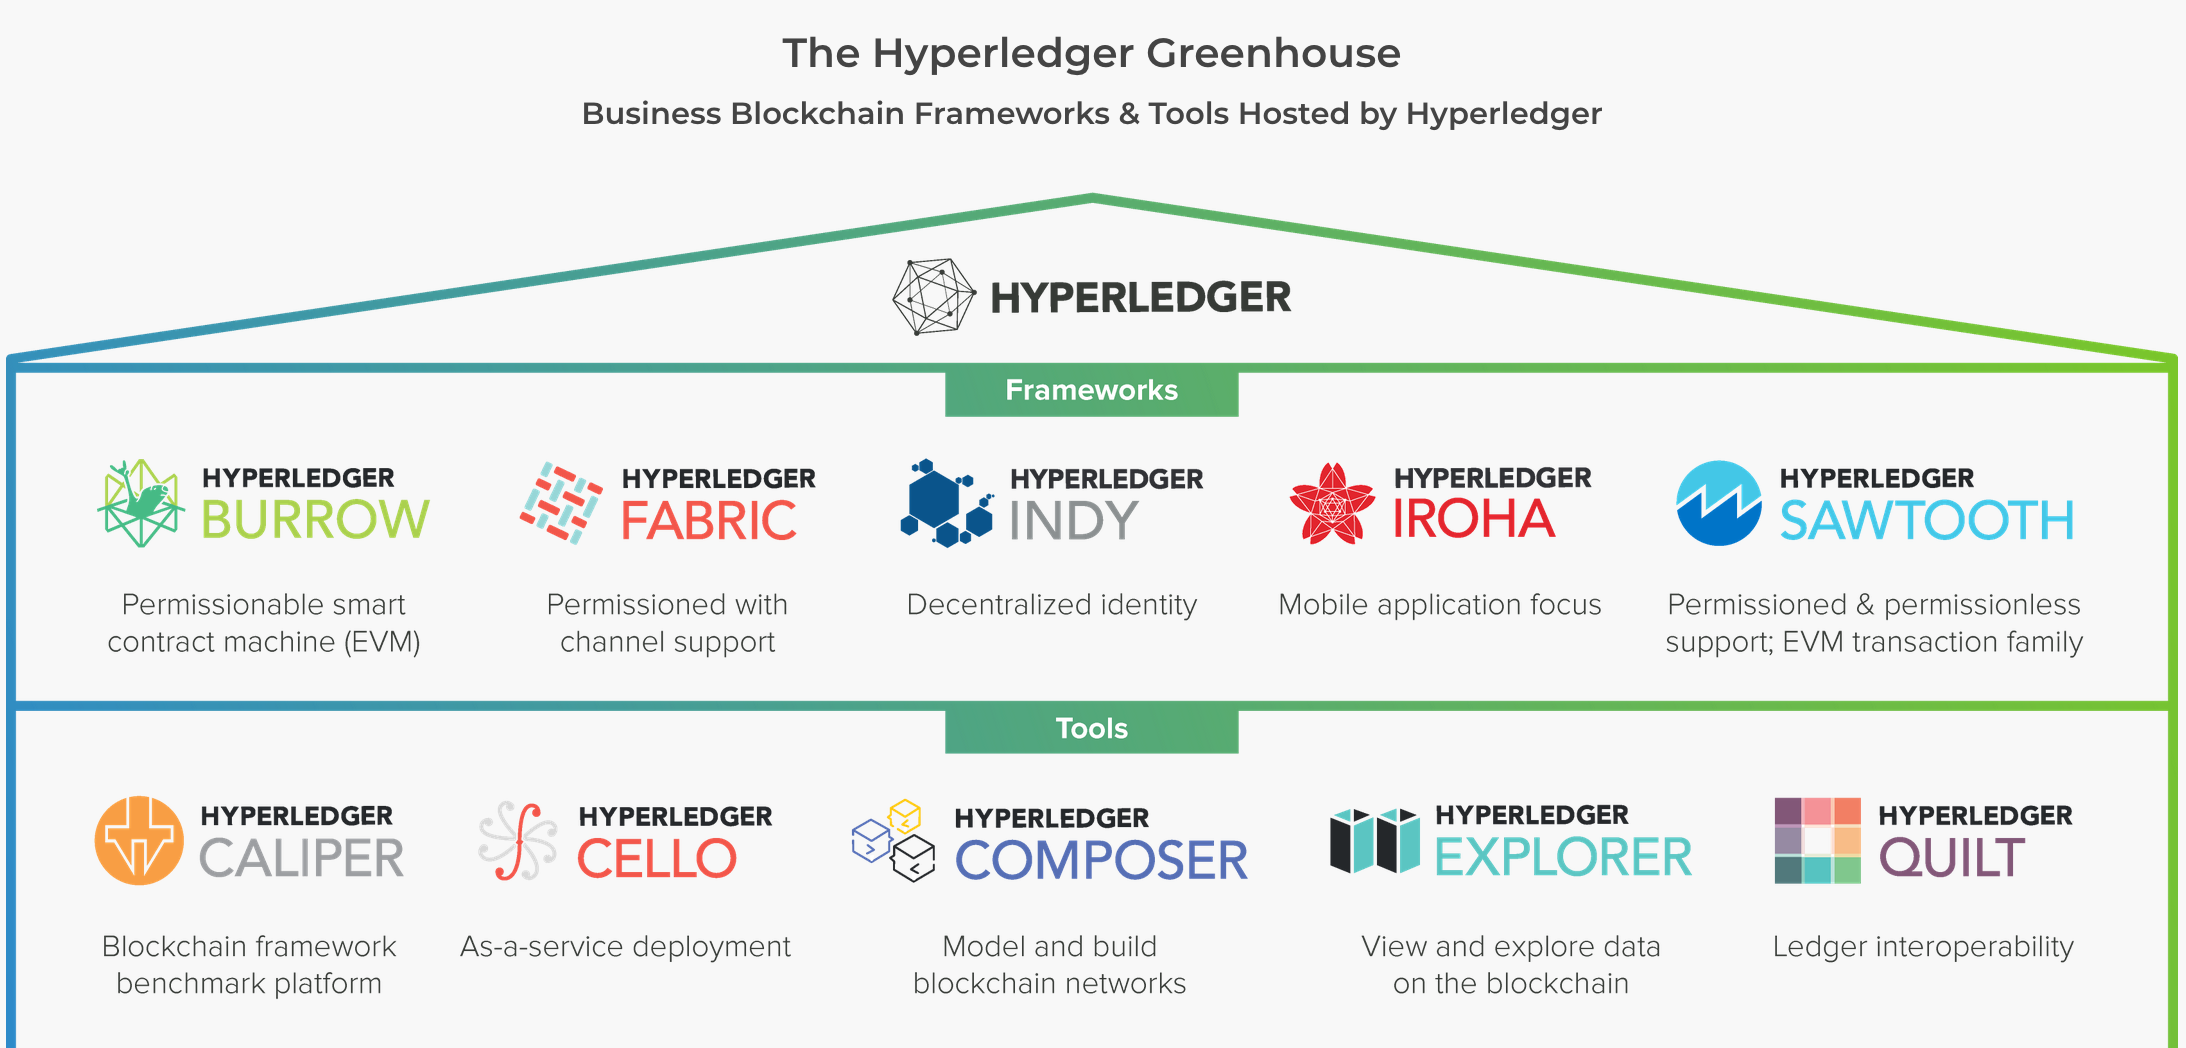 The Hyperledger Greenhouse
Business Blockchain Frameworks & Tools Hosted by Hyperledger
HYPERLEDGER
Frameworks
HYPERLEDGER
BURROW
Permissionable smart
contract machine (EVM)
HYPERLEDGER
FABRIC
Permissioned with
channel support
HYPERLEDGER
INDY
Decentralized identity
HYPERLEDGER
IROHA
Mobile application focus
HYPERLEDGER
SAWTOOTH
Permissioned & permissionless
support; EVM transaction family
Tools
HYPERLEDGER
CALIPER
Blockchain framework
benchmark platform
HYPERLEDGER
CELLO
As-a-service deployment
HYPERLEDGER
COMPOSER
Model and build
blockchain networks
HYPERLEDGER
EXPLORER
View and explore data
on the blockchain
HYPERLEDGER
QUILT
Ledger interoperability